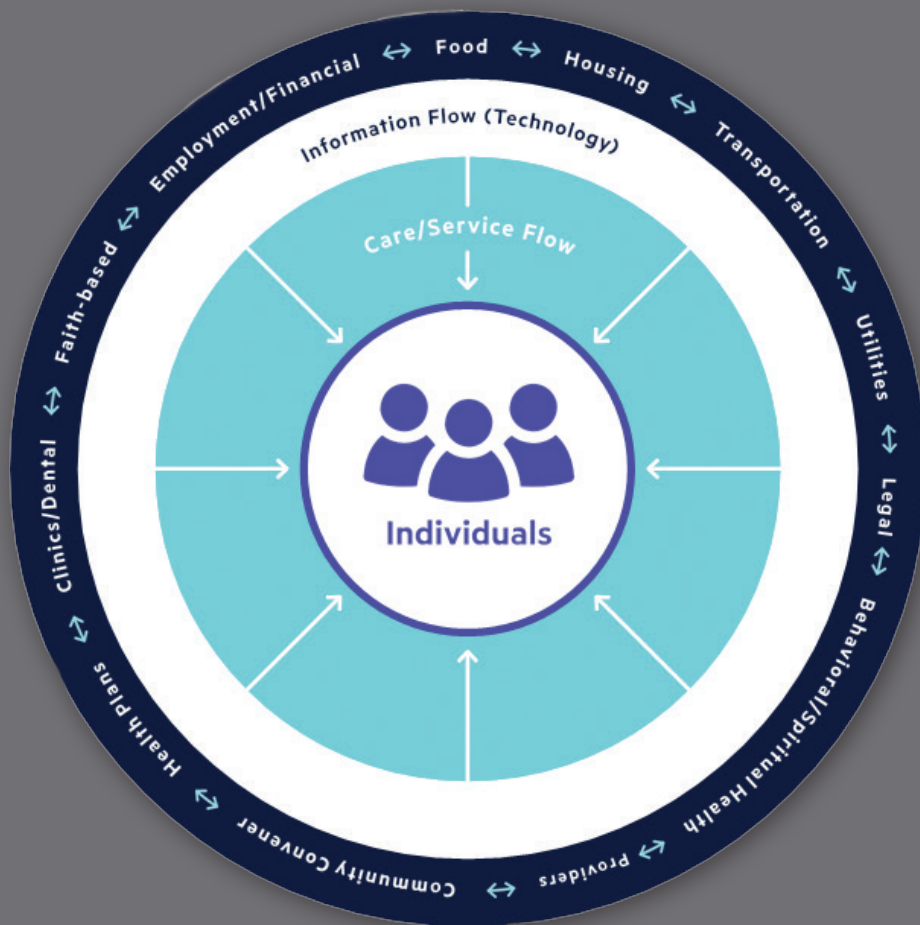 Food
Housing
Transportation
Utilities
Legal
Behavioral/Spiritual Health
Providers
Community Convener
Health Plans
Clinics/Dental
Faith-based
Employment/Financial
Information Flow (Technology)
Care/Service Flow
Individuals